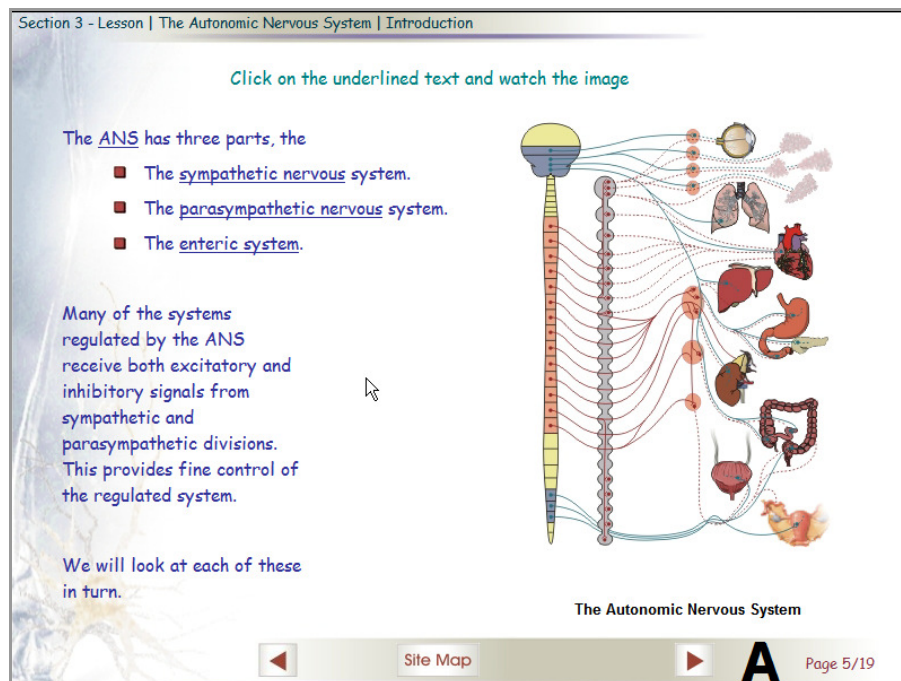 Section 3 - Lesson | The Autonomic Nervous System | Introduction
Click on the underlined text and watch the image
The ANS has three parts, the
The sympathetic nervous system.
The parasympathetic nervous system.
The enteric system.
Many of the systems
regulated by the ANS
receive both excitatory and
inhibitory signals from
sympathetic and
parasympathetic divisions.
This provides fine control of
the regulated system.
We will look at each of these
in turn.
The Autonomic Nervous System
Site Map
A
Page 5/19